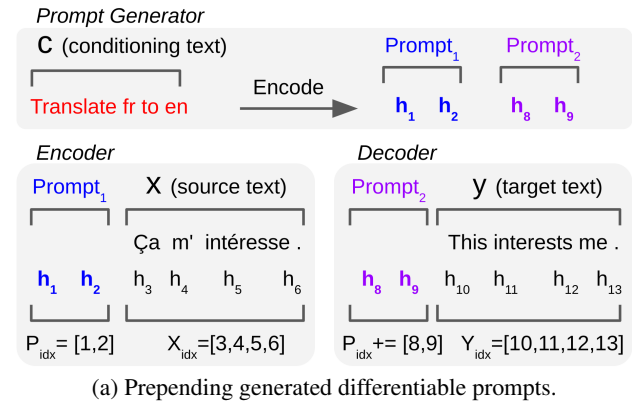 Prompt Generator
C (conditioning text)
Prompt1 Prompt2
Translate fr to en
Encode
h1 h2 h8 h9
Encoder
Prompt1 X (source text)
Ça m' intéresse .
h1 h2 h3 h4 h5 h6
Pidx= [1,2] Xidx=[3,4,5,6]
Decoder
Prompt2 y (target text)
This interests me .
h8 h9 h10 h11 h12 h13
Pidx+= [8,9] Yidx=[10,11,12,13]
(a) Prepending generated differentiable prompts.